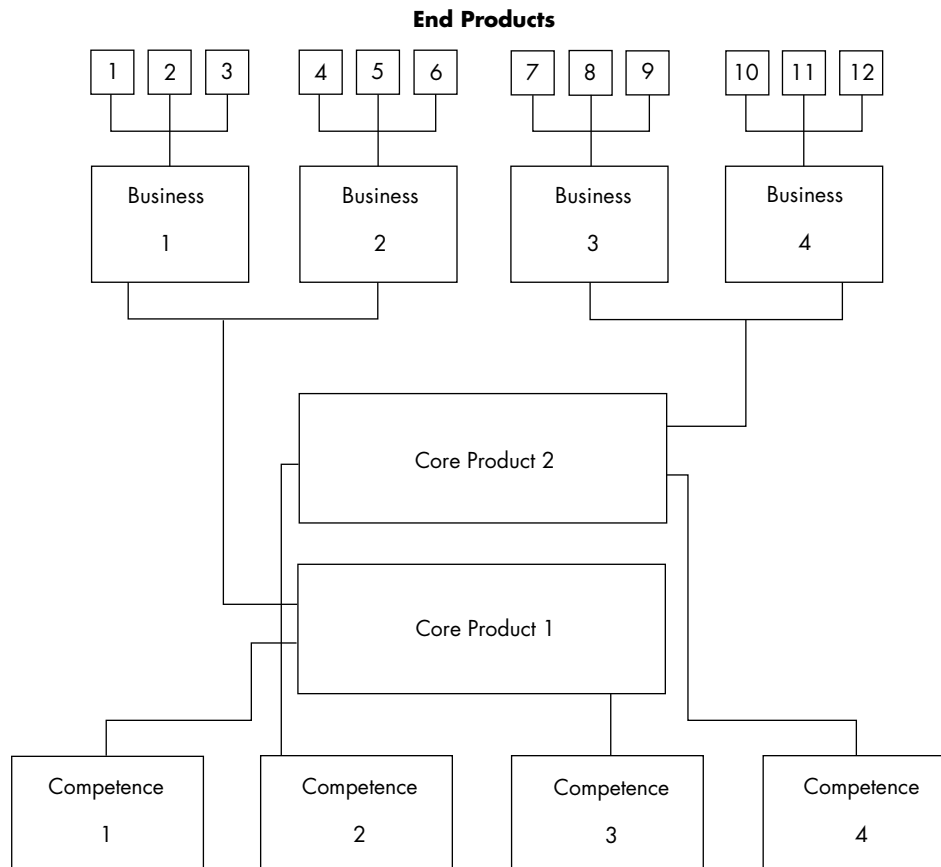 End Products
1 2 3 4 5 6 7 8 9 10 11 12
Business Business Business Business
1 2 3 4
Core Product 2
Core Product 1
Competence Competence Competence Competence
1 2 3 4